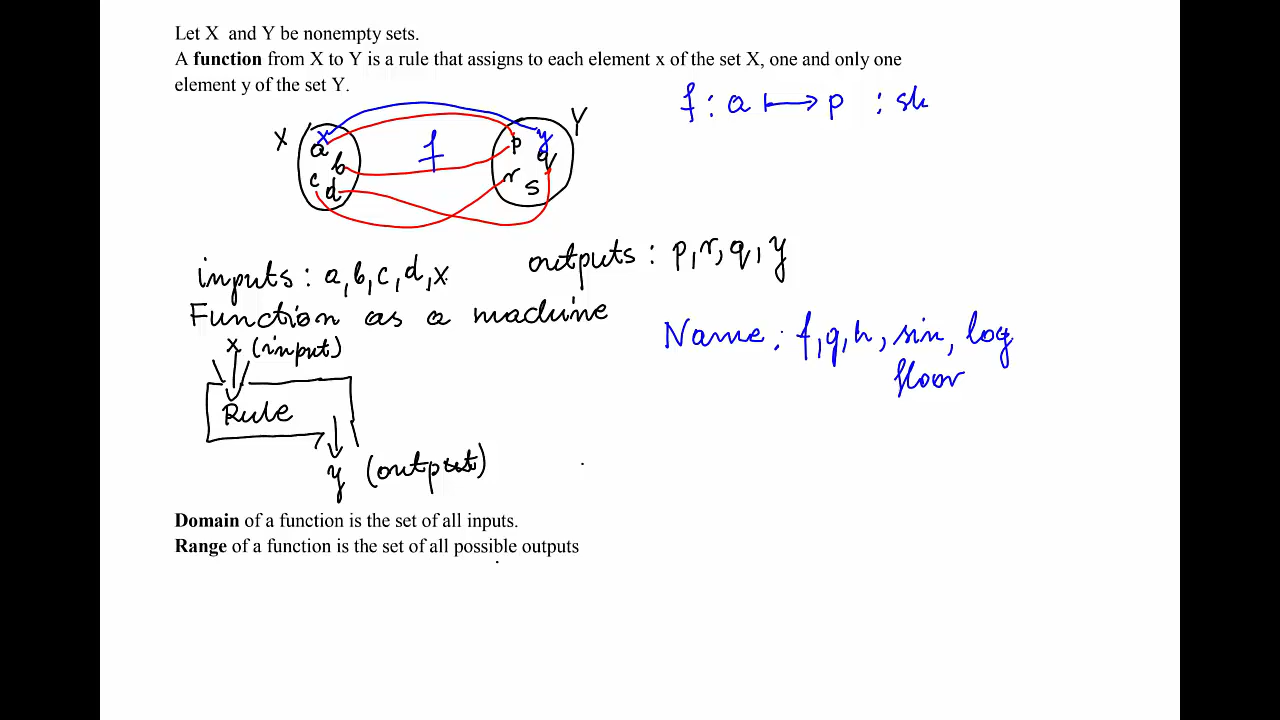 Let X and Y be nonempty sets.
A function from X to Y is a rule that assigns to each element x of the set X, one and only one
element y of the set Y.
f : a ⟼ p : sh
X
Y
x
a
b
c
d
f
p
y
q
r
s
inputs : a, b, c, d, x
outputs : p, r, q, y
Function as a machine
x (input)
Name : f, g, h, sin, log
floor
Rule
y (output)
Domain of a function is the set of all inputs.
Range of a function is the set of all possible outputs